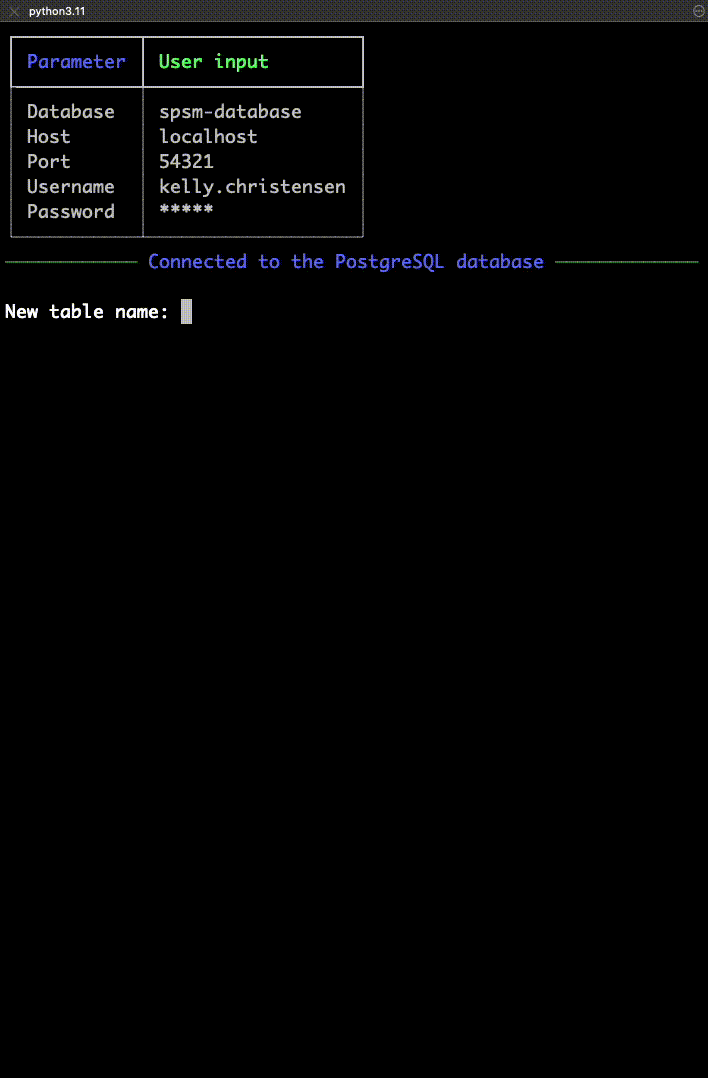 python3.11
Parameter User input
Database spsm-database
Host localhost
Port 54321
Username kelly.christensen
Password *****
Connected to the PostgreSQL database
New table name: